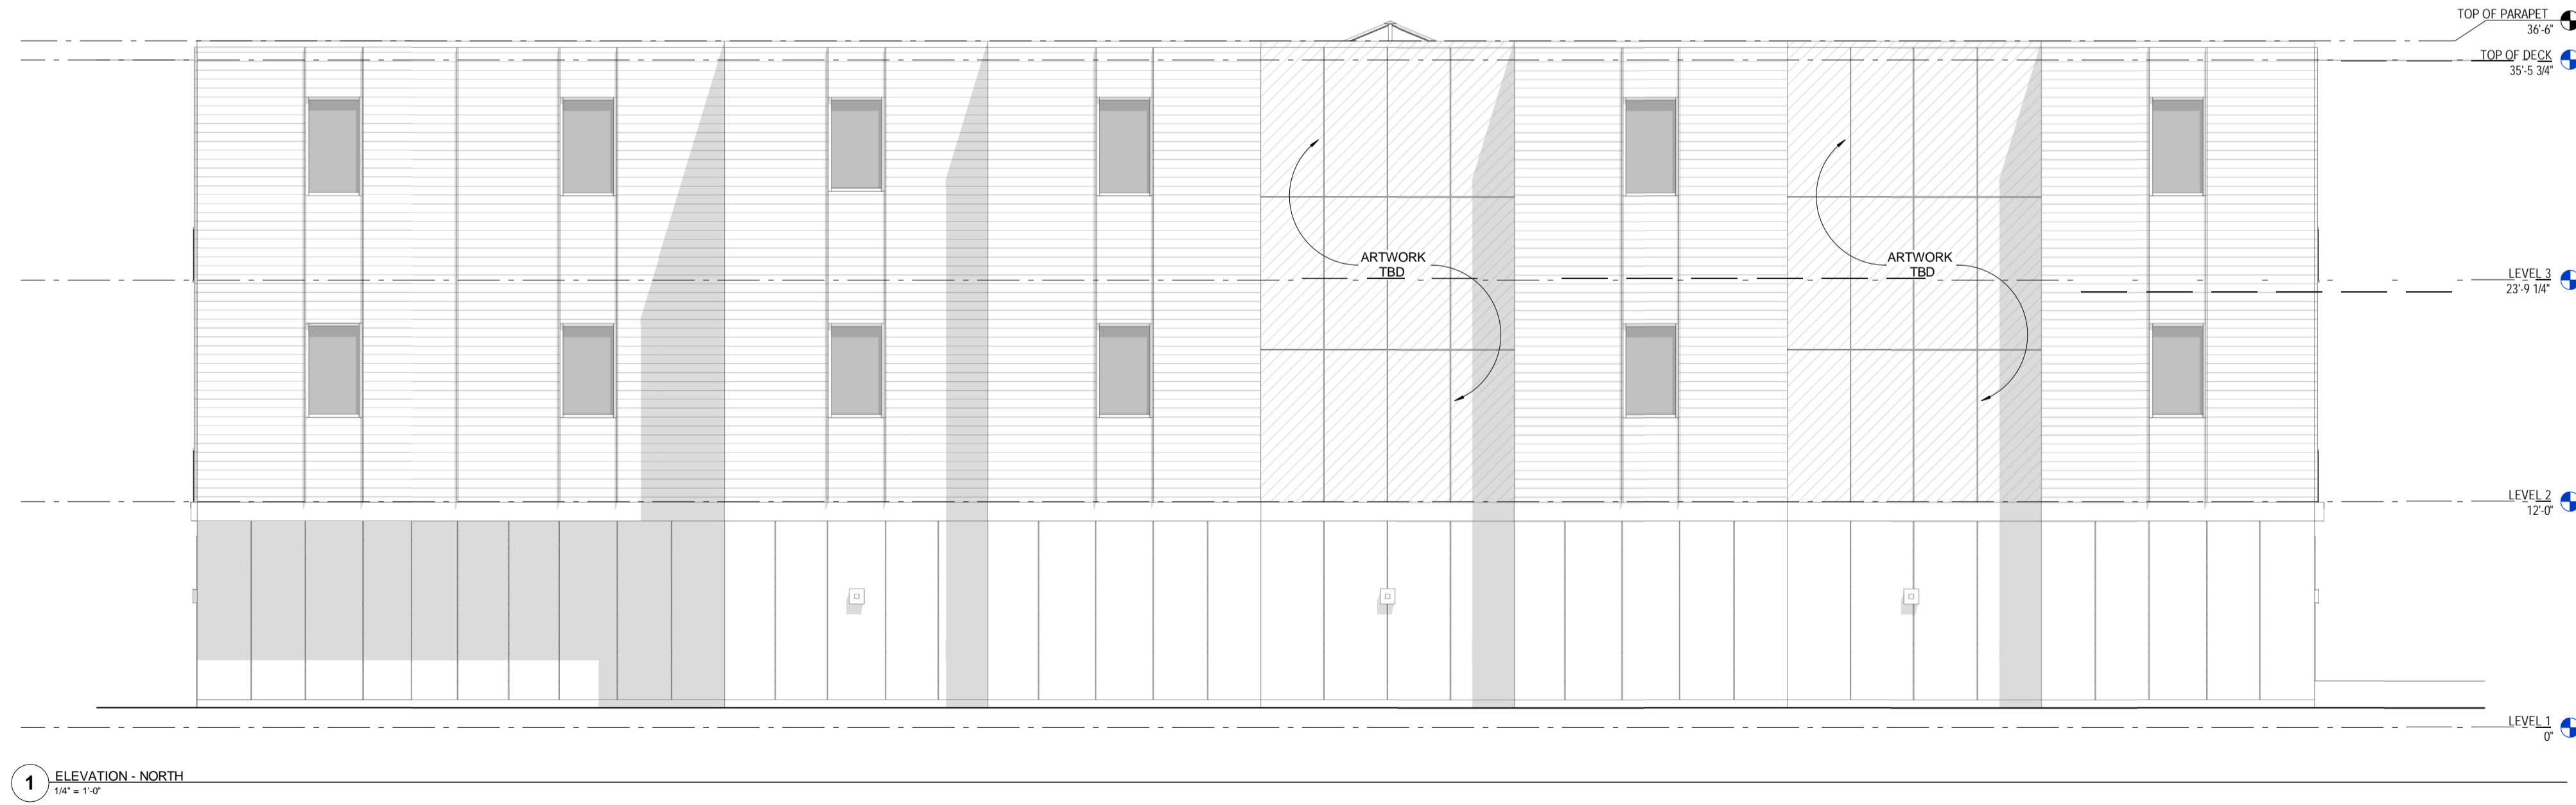 TOP OF PARAPET
36'-6"
TOP OF DECK
35'-5 3/4"
ARTWORK
TBD
ARTWORK
TBD
LEVEL 3
23'-9 1/4"
LEVEL 2
12'-0"
LEVEL 1
0"
1
ELEVATION - NORTH
1/4" = 1'-0"